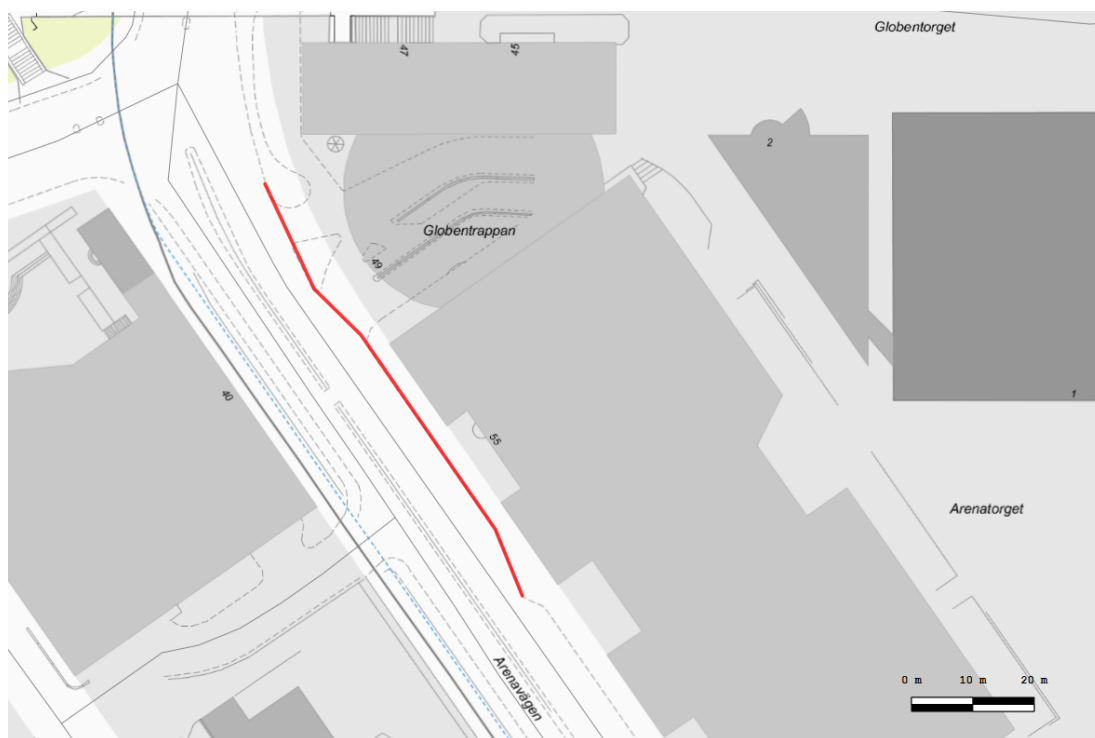 Globentorget
47
45
2
Globentrappan
49
40
55
1
Arenatorget
Arenavägen
0 m 10 m 20 m